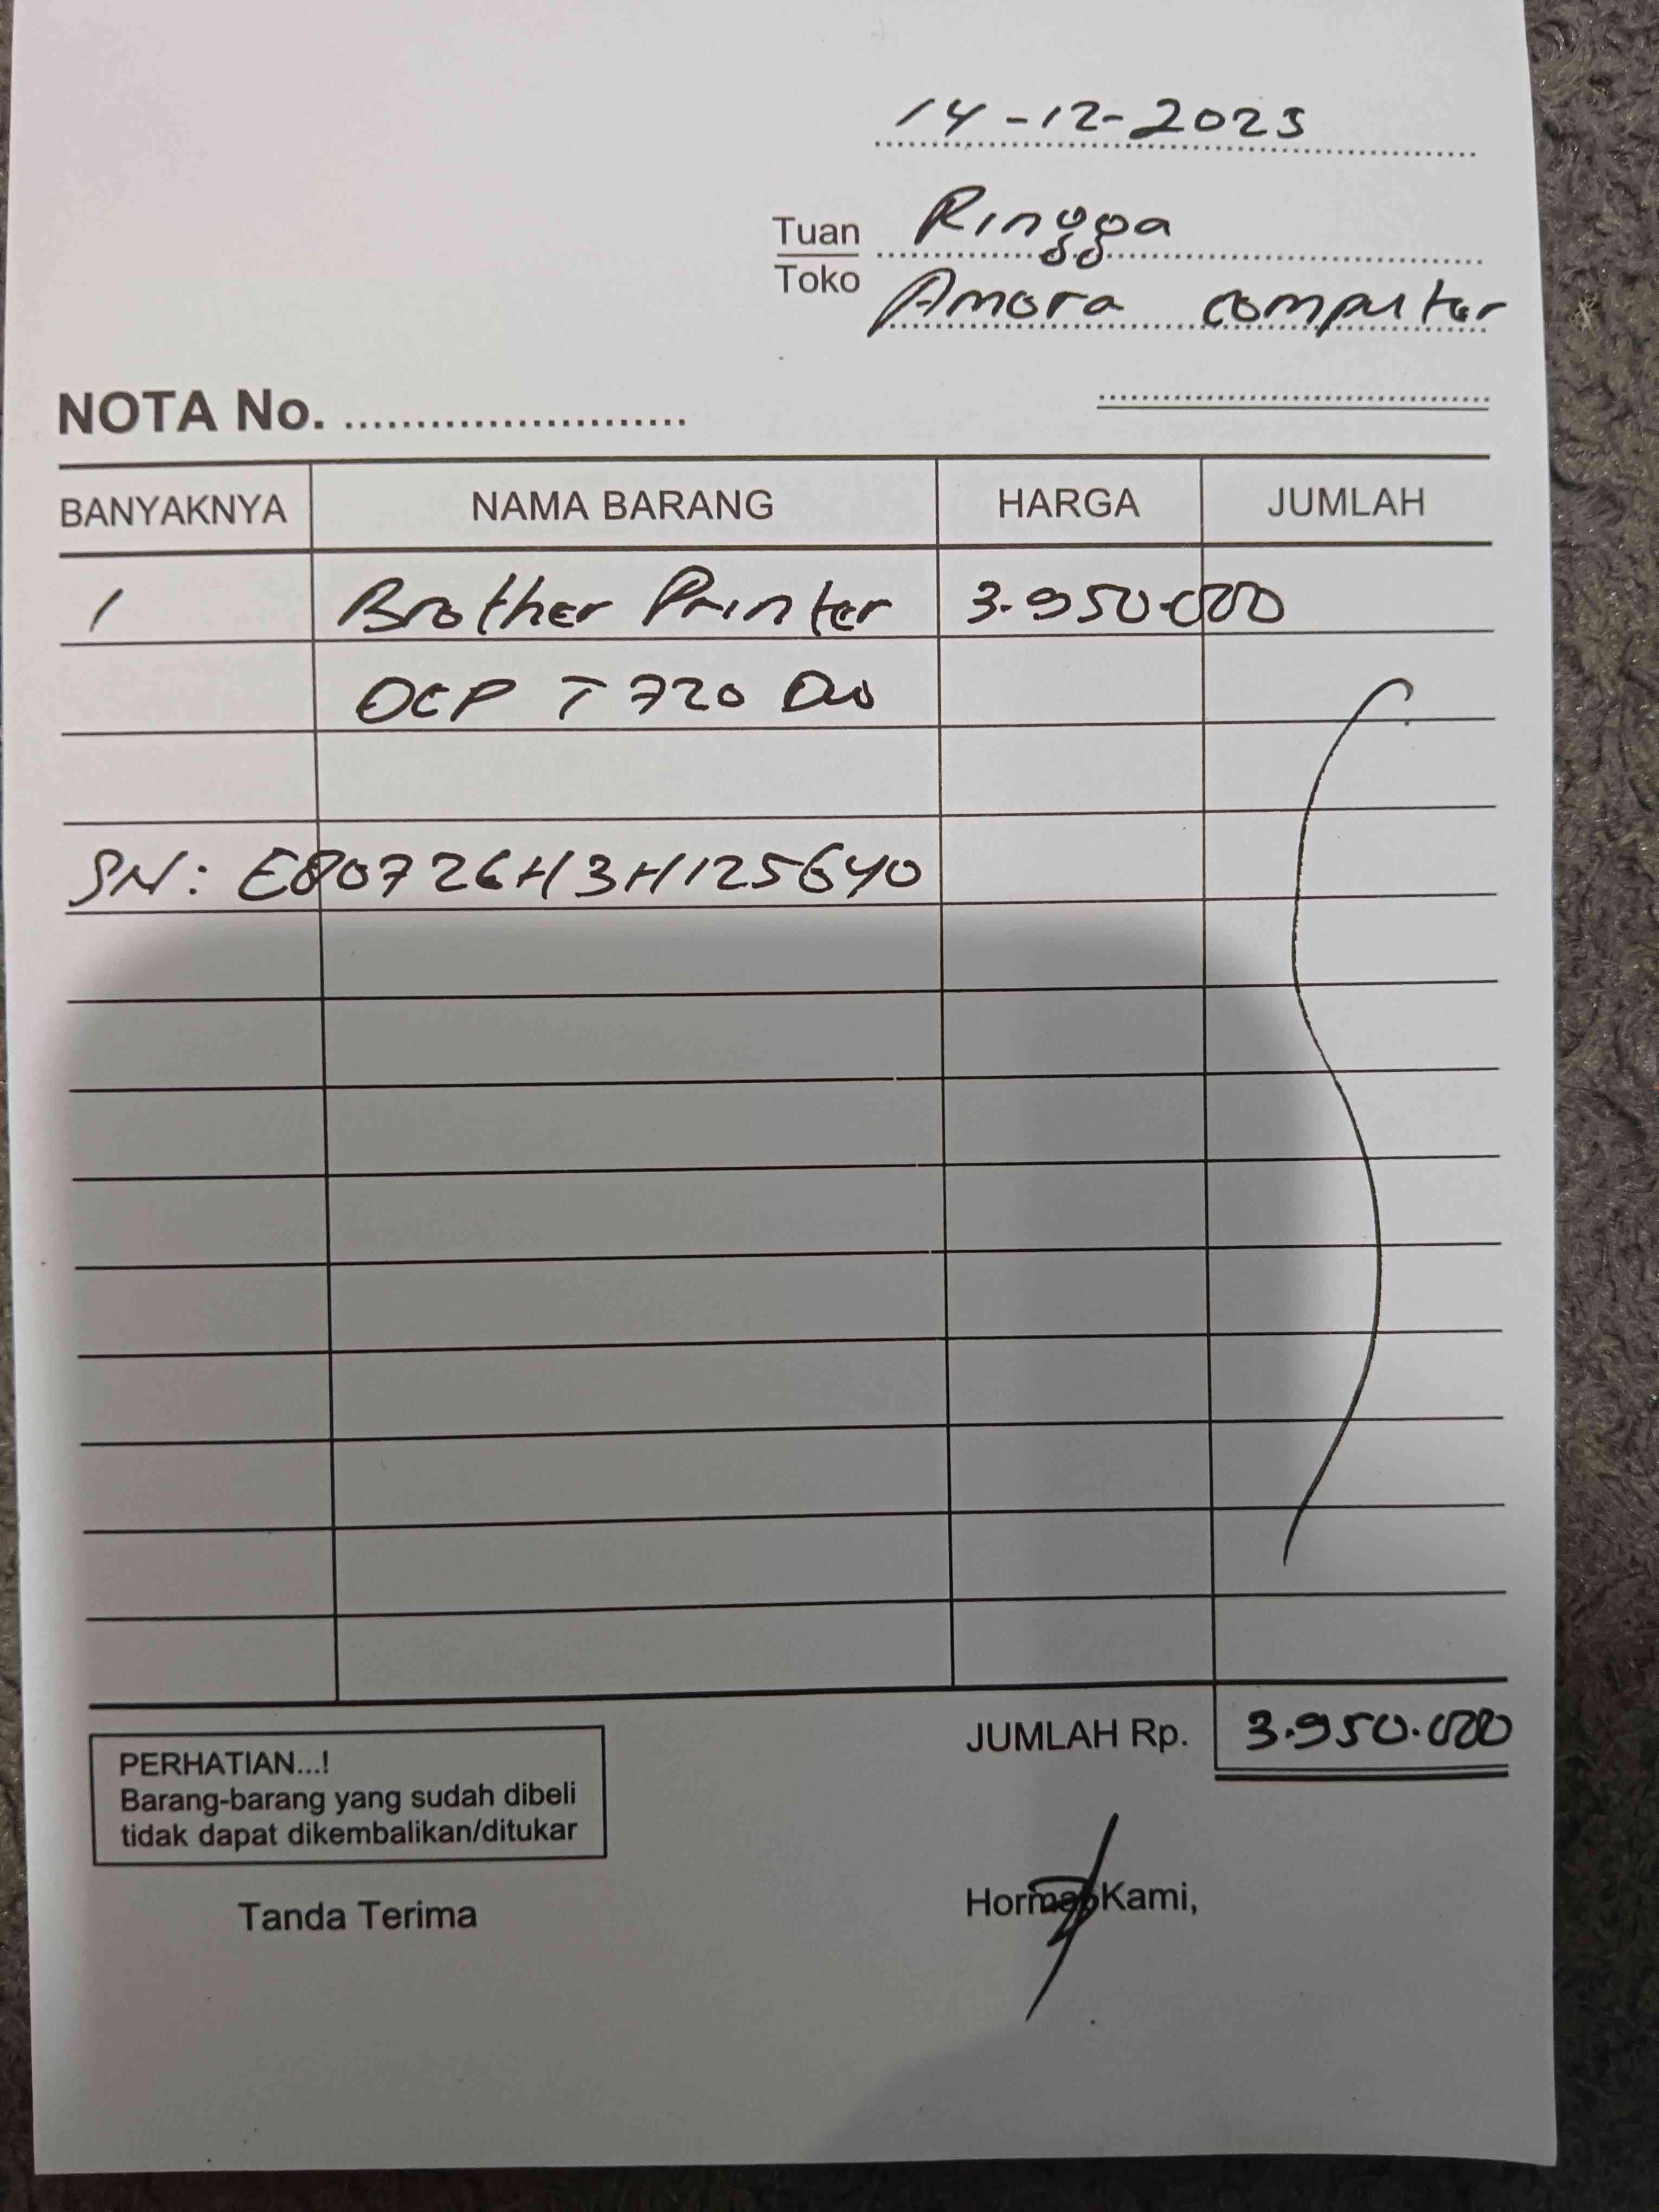 14-12-2023
Tuan Ringga
Toko Amora computer
NOTA No. ........................
BANYAKNYA NAMA BARANG HARGA JUMLAH
1 Brother Printer 3.950.000
DCP T 720 DW
SN: E80726H3H125640
JUMLAH Rp. 3.950.000
PERHATIAN...!
Barang-barang yang sudah dibeli
tidak dapat dikembalikan/ditukar
Tanda Terima Hormat Kami,